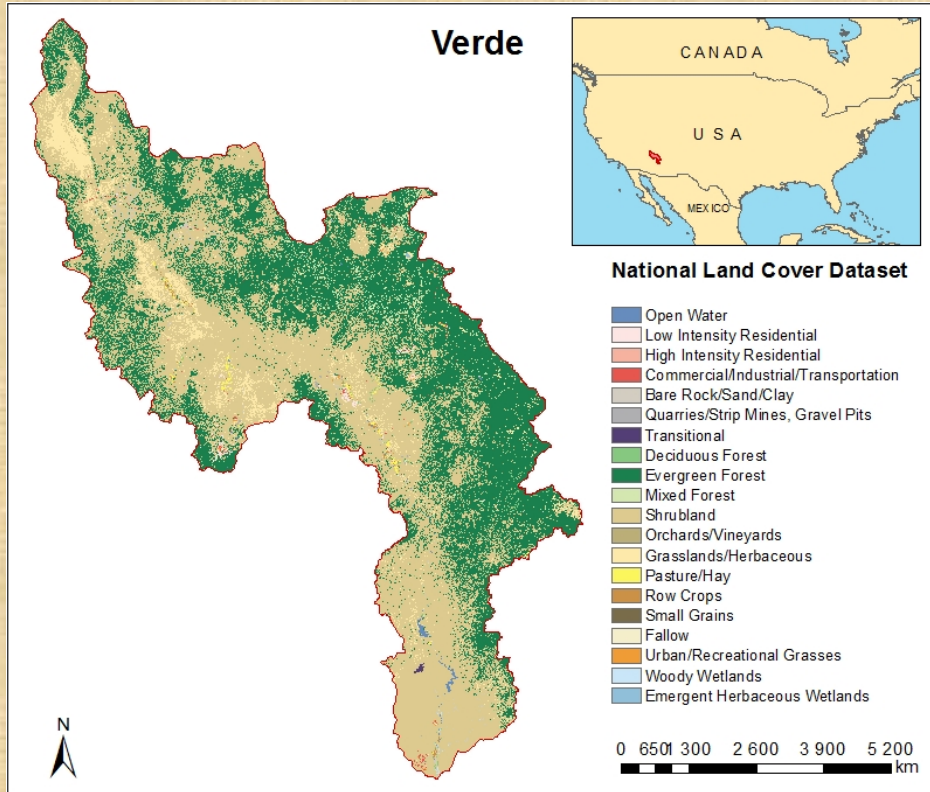 Verde
CANADA
USA
MEXICO
National Land Cover Dataset
Open Water
Low Intensity Residential
High Intensity Residential
Commercial/Industrial/Transportation
Bare Rock/Sand/Clay
Quarries/Strip Mines, Gravel Pits
Transitional
Deciduous Forest
Evergreen Forest
Mixed Forest
Shrubland
Orchards/Vineyards
Grasslands/Herbaceous
Pasture/Hay
Row Crops
Small Grains
Fallow
Urban/Recreational Grasses
Woody Wetlands
Emergent Herbaceous Wetlands
N
0 650 1 300 2 600 3 900 5 200
km